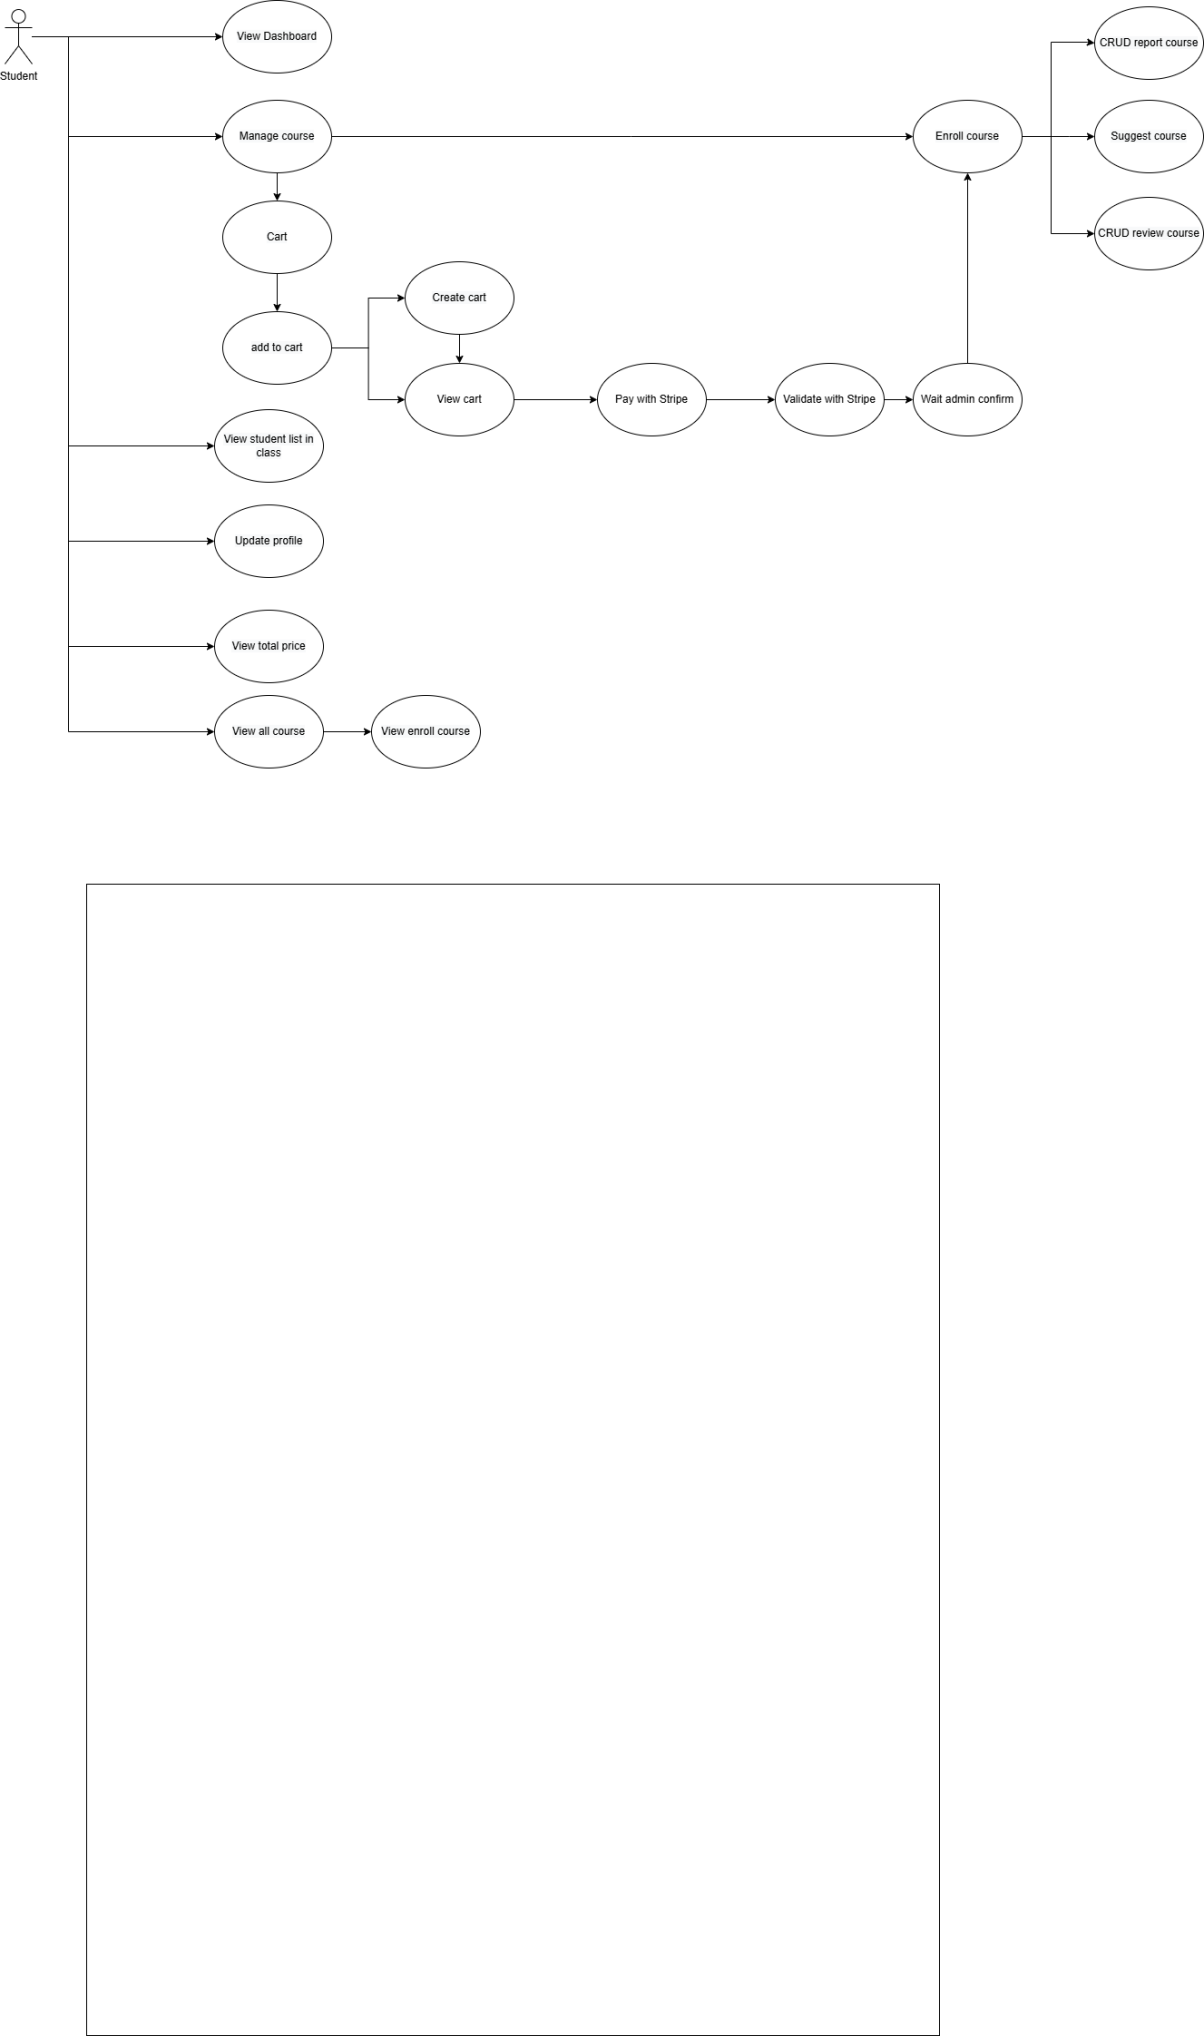 Student
View Dashboard
CRUD report course
Manage course
Enroll course
Suggest course
Cart
CRUD review course
Create cart
add to cart
View cart
Pay with Stripe
Validate with Stripe
Wait admin confirm
View student list in
class
Update profile
View total price
View all course
View enroll course